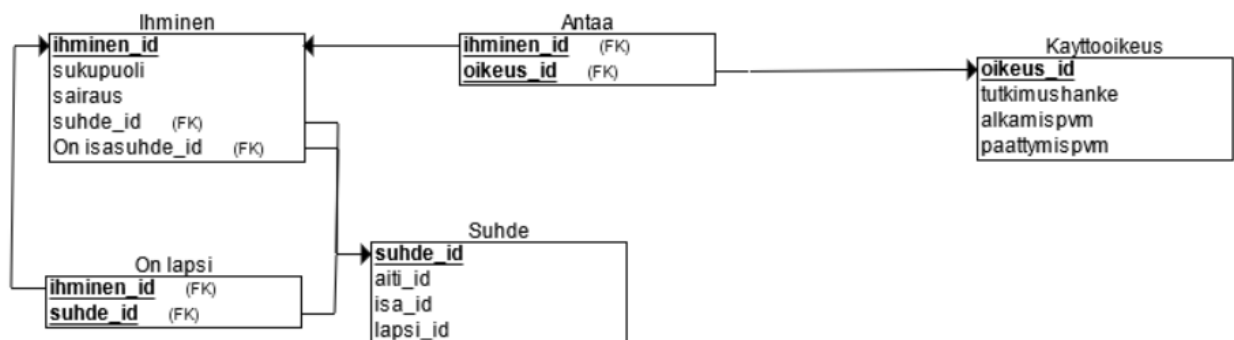 Ihminen
ihminen_id
sukupuoli
sairaus
suhde_id (FK)
On isasuhde_id (FK)
Antaa
ihminen_id (FK)
oikeus_id (FK)
Kayttooikeus
oikeus_id
tutkimushanke
alkamispvm
paattymispvm
On lapsi
ihminen_id (FK)
suhde_id (FK)
Suhde
suhde_id
aiti_id
isa_id
lapsi_id